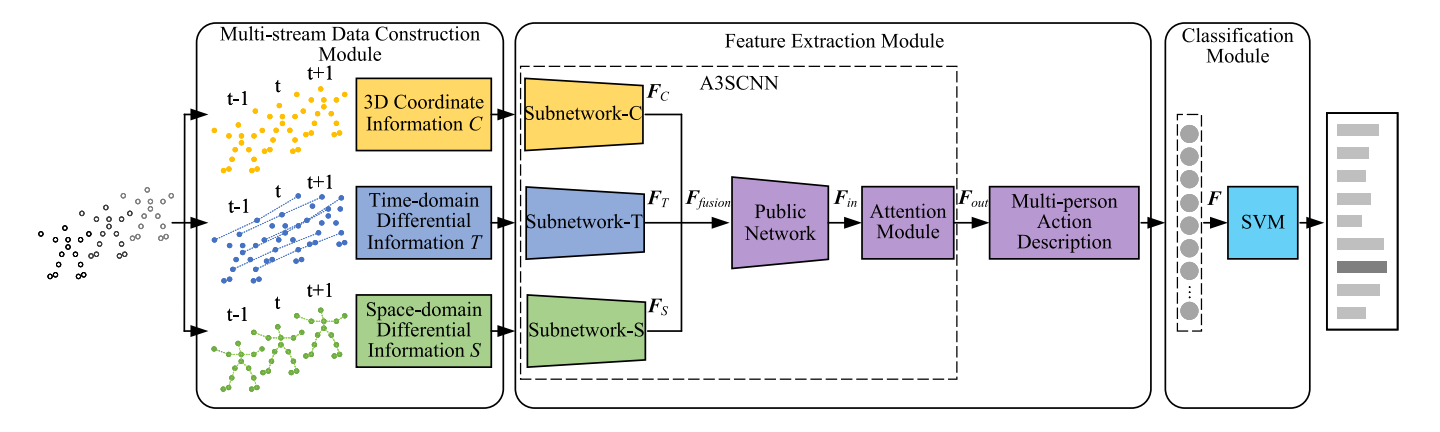 Multi-stream Data Construction
Module
t-1
t
t+1
3D Coordinate
Information C
t-1
t
t+1
Time-domain
Differential
Information T
t-1
t
t+1
Space-domain
Differential
Information S
Feature Extraction Module
A3SCNN
Subnetwork-C
F_C
Subnetwork-T
F_T
Subnetwork-S
F_S
F_fusion
Public
Network
F_in
Attention
Module
F_out
Multi-person
Action
Description
Classification
Module
...
F
SVM